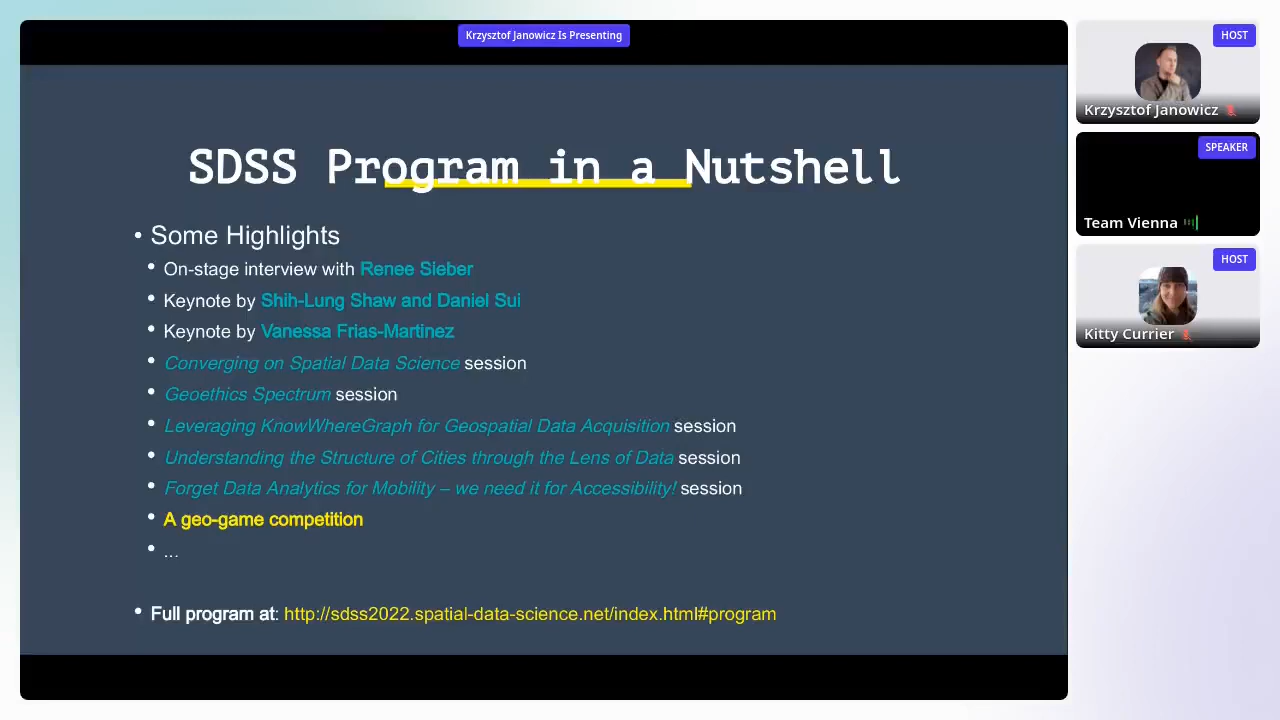 Krzysztof Janowicz Is Presenting
SDSS Program in a Nutshell
• Some Highlights
• On-stage interview with Renee Sieber
• Keynote by Shih-Lung Shaw and Daniel Sui
• Keynote by Vanessa Frias-Martinez
• Converging on Spatial Data Science session
• Geoethics Spectrum session
• Leveraging KnowWhereGraph for Geospatial Data Acquisition session
• Understanding the Structure of Cities through the Lens of Data session
• Forget Data Analytics for Mobility – we need it for Accessibility! session
• A geo-game competition
• ...
• Full program at: http://sdss2022.spatial-data-science.net/index.html#program
HOST
Krzysztof Janowicz
SPEAKER
Team Vienna
HOST
Kitty Currier